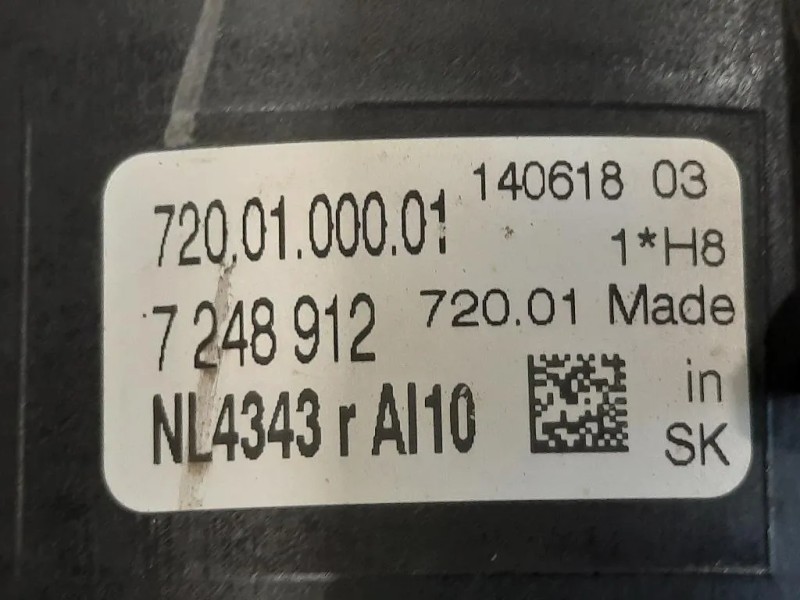 720.01.000.01 140618 03
1*H8
7 248 912 720.01 Made
in
NL4343 r AI10 SK